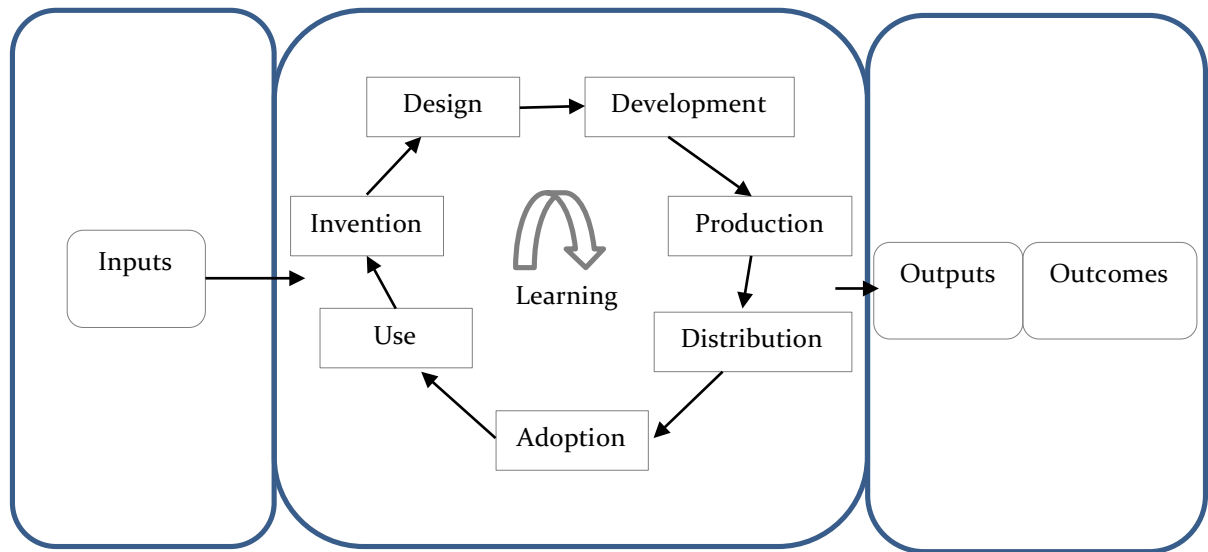 Design
Development
Invention
Production
Inputs
Learning
Outputs
Outcomes
Use
Distribution
Adoption